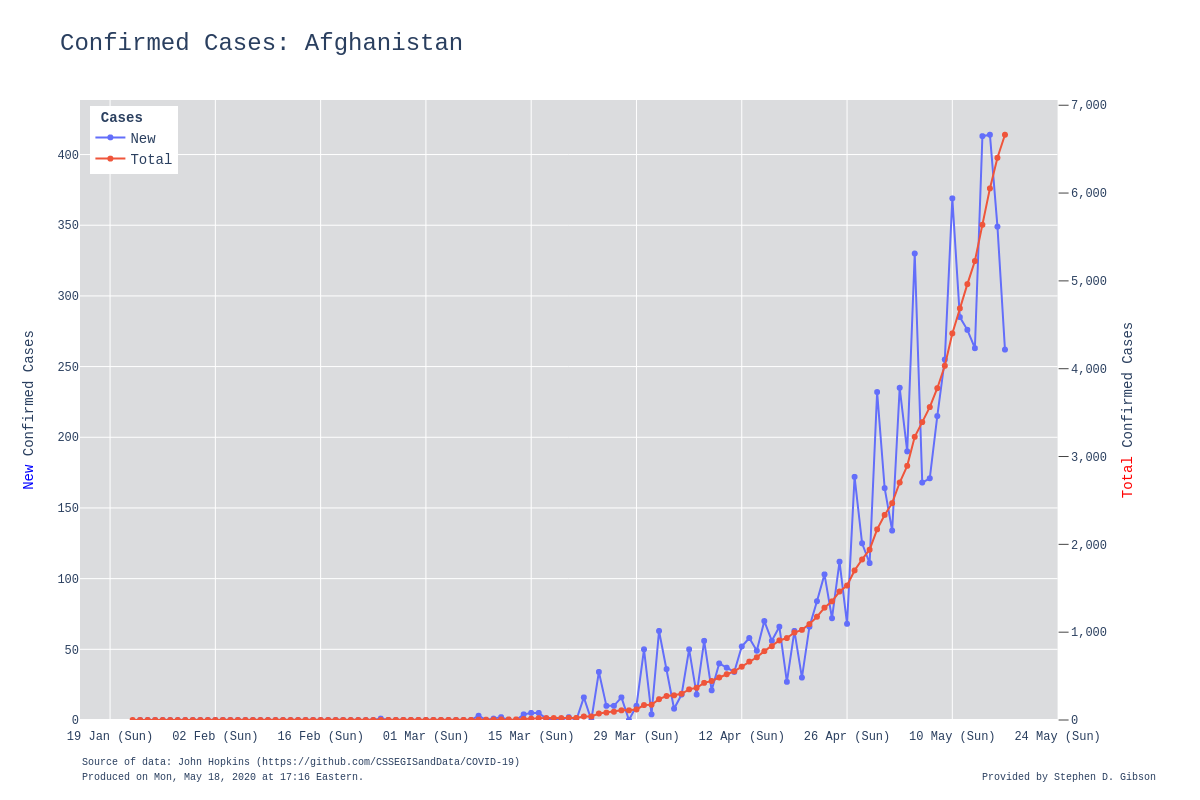 Confirmed Cases: Afghanistan
Cases
New
Total
400
350
300
250
200
150
100
50
0
7,000
6,000
5,000
4,000
3,000
2,000
1,000
0
New Confirmed Cases
Total Confirmed Cases
19 Jan (Sun) 02 Feb (Sun) 16 Feb (Sun) 01 Mar (Sun) 15 Mar (Sun) 29 Mar (Sun) 12 Apr (Sun) 26 Apr (Sun) 10 May (Sun) 24 May (Sun)
Source of data: John Hopkins (https://github.com/CSSEGISandData/COVID-19)
Produced on Mon, May 18, 2020 at 17:16 Eastern.
Provided by Stephen D. Gibson